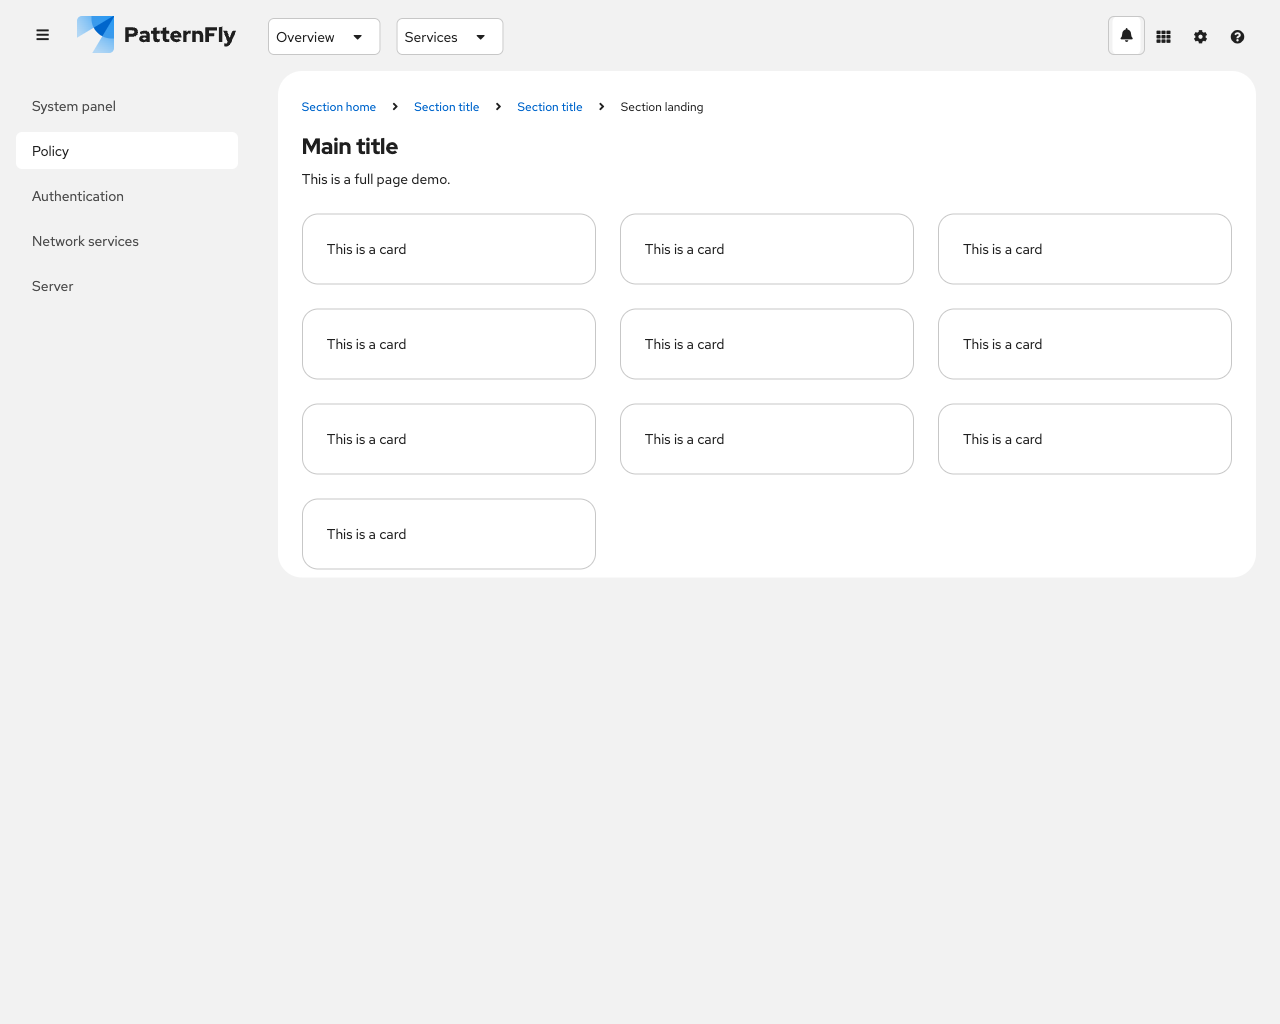 PatternFly
Overview
Services
System panel
Policy
Authentication
Network services
Server
Section home
Section title
Section title
Section landing
Main title
This is a full page demo.
This is a card
This is a card
This is a card
This is a card
This is a card
This is a card
This is a card
This is a card
This is a card
This is a card